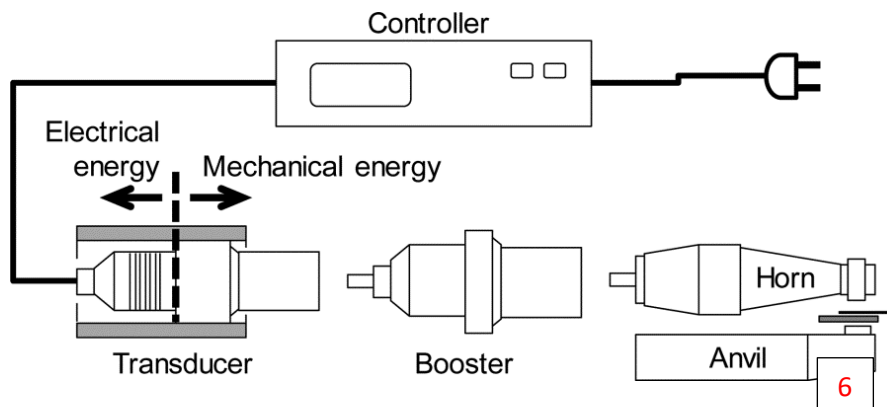 Controller
Electrical
energy
Mechanical energy
Horn
Anvil
Transducer
Booster
6